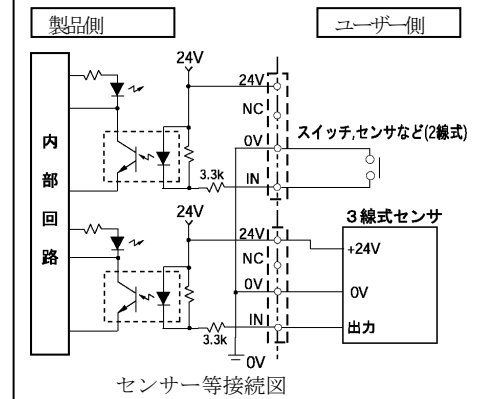 製品側
ユーザー側
24V
24V
NC
0V
スイッチ,センサなど(2線式)
内部回路
3.3k
IN
24V
3線式センサ
24V
+24V
NC
0V
0V
IN
出力
3.3k
0V
センサー等接続図